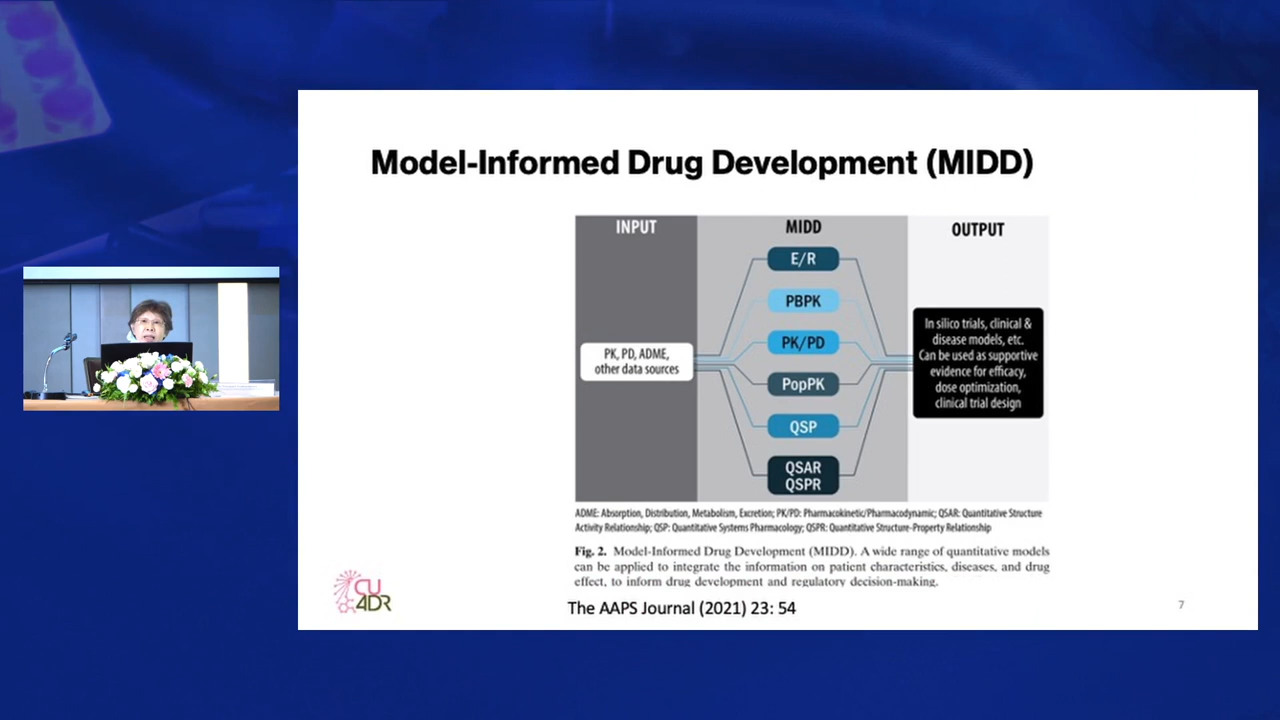 Model-Informed Drug Development (MIDD)
INPUT
MIDD
OUTPUT
E/R
PBPK
PK/PD
PopPK
QSP
QSAR
QSPR
PK, PD, ADME,
other data sources
In silico trials, clinical &
disease models, etc.
Can be used as supportive
evidence for efficacy,
dose optimization,
clinical trial design
ADME: Absorption, Distribution, Metabolism, Excretion; PK/PD: Pharmacokinetic/Pharmacodynamic; QSAR: Quantitative Structure
Activity Relationship; QSP: Quantitative Systems Pharmacology; QSPR: Quantitative Structure-Property Relationship
Fig. 2. Model-Informed Drug Development (MIDD). A wide range of quantitative models
can be applied to integrate the information on patient characteristics, diseases, and drug
effect, to inform drug development and regulatory decision-making.
CU
4DR
The AAPS Journal (2021) 23: 54
7